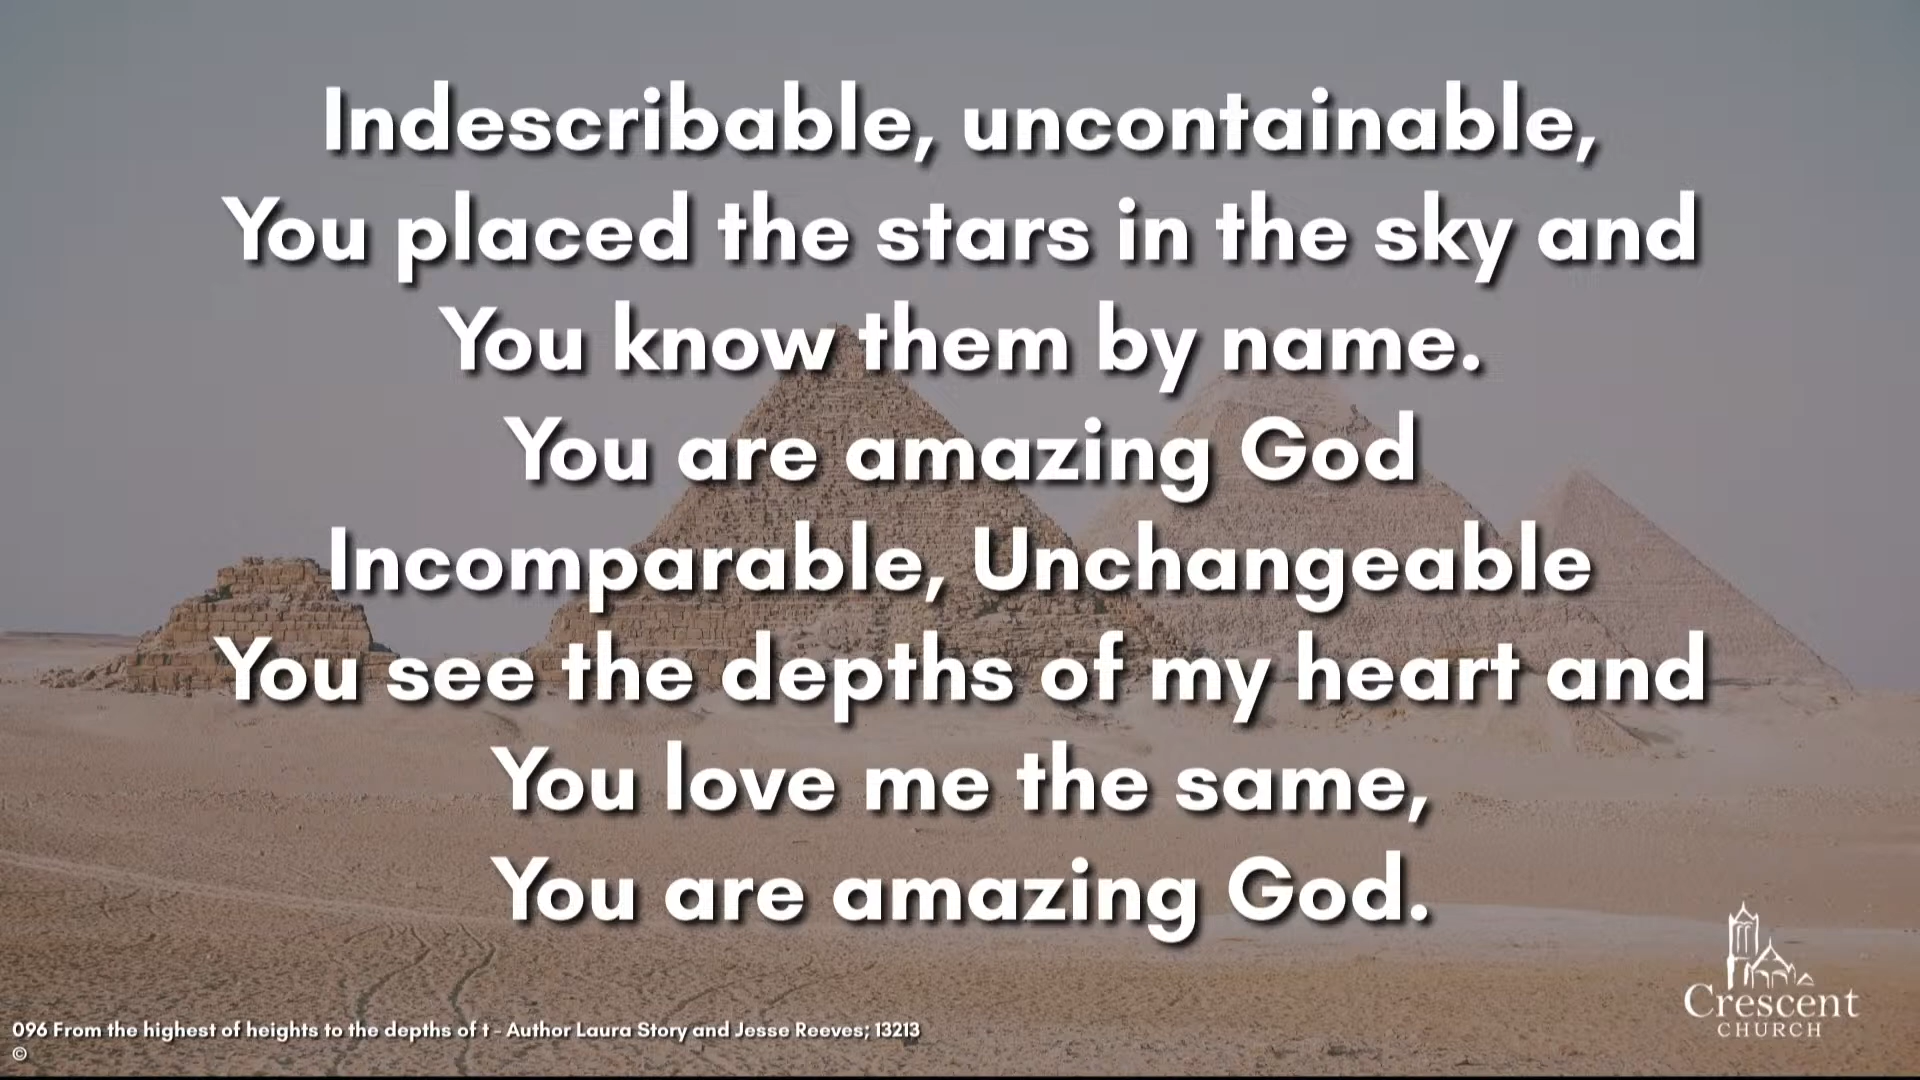 Indescribable, uncontainable,
You placed the stars in the sky and
You know them by name.
You are amazing God
Incomparable, Unchangeable
You see the depths of my heart and
You love me the same,
You are amazing God.
096 From the highest of heights to the depths of t - Author Laura Story and Jesse Reeves; 13213
©
Crescent
CHURCH